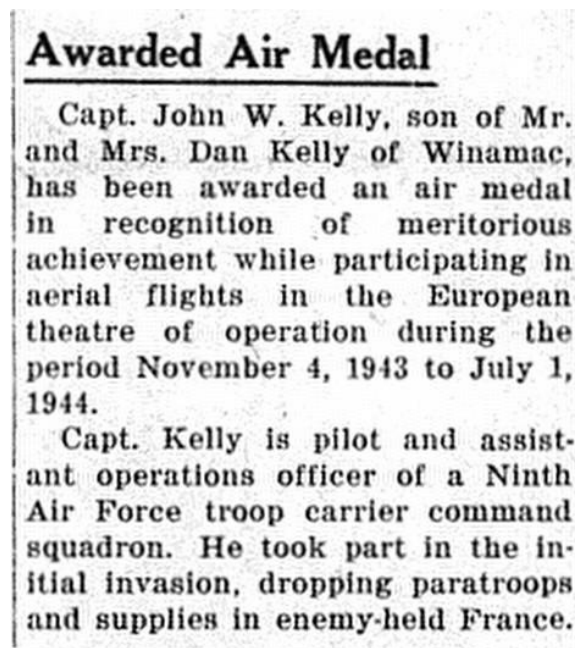 Awarded Air Medal
Capt. John W. Kelly, son of Mr.
and Mrs. Dan Kelly of Winamac,
has been awarded an air medal
in recognition of meritorious
achievement while participating in
aerial flights in the European
theatre of operation during the
period November 4, 1943 to July 1,
1944.
Capt. Kelly is pilot and assist-
ant operations officer of a Ninth
Air Force troop carrier command
squadron. He took part in the in-
itial invasion, dropping paratroops
and supplies in enemy-held France.